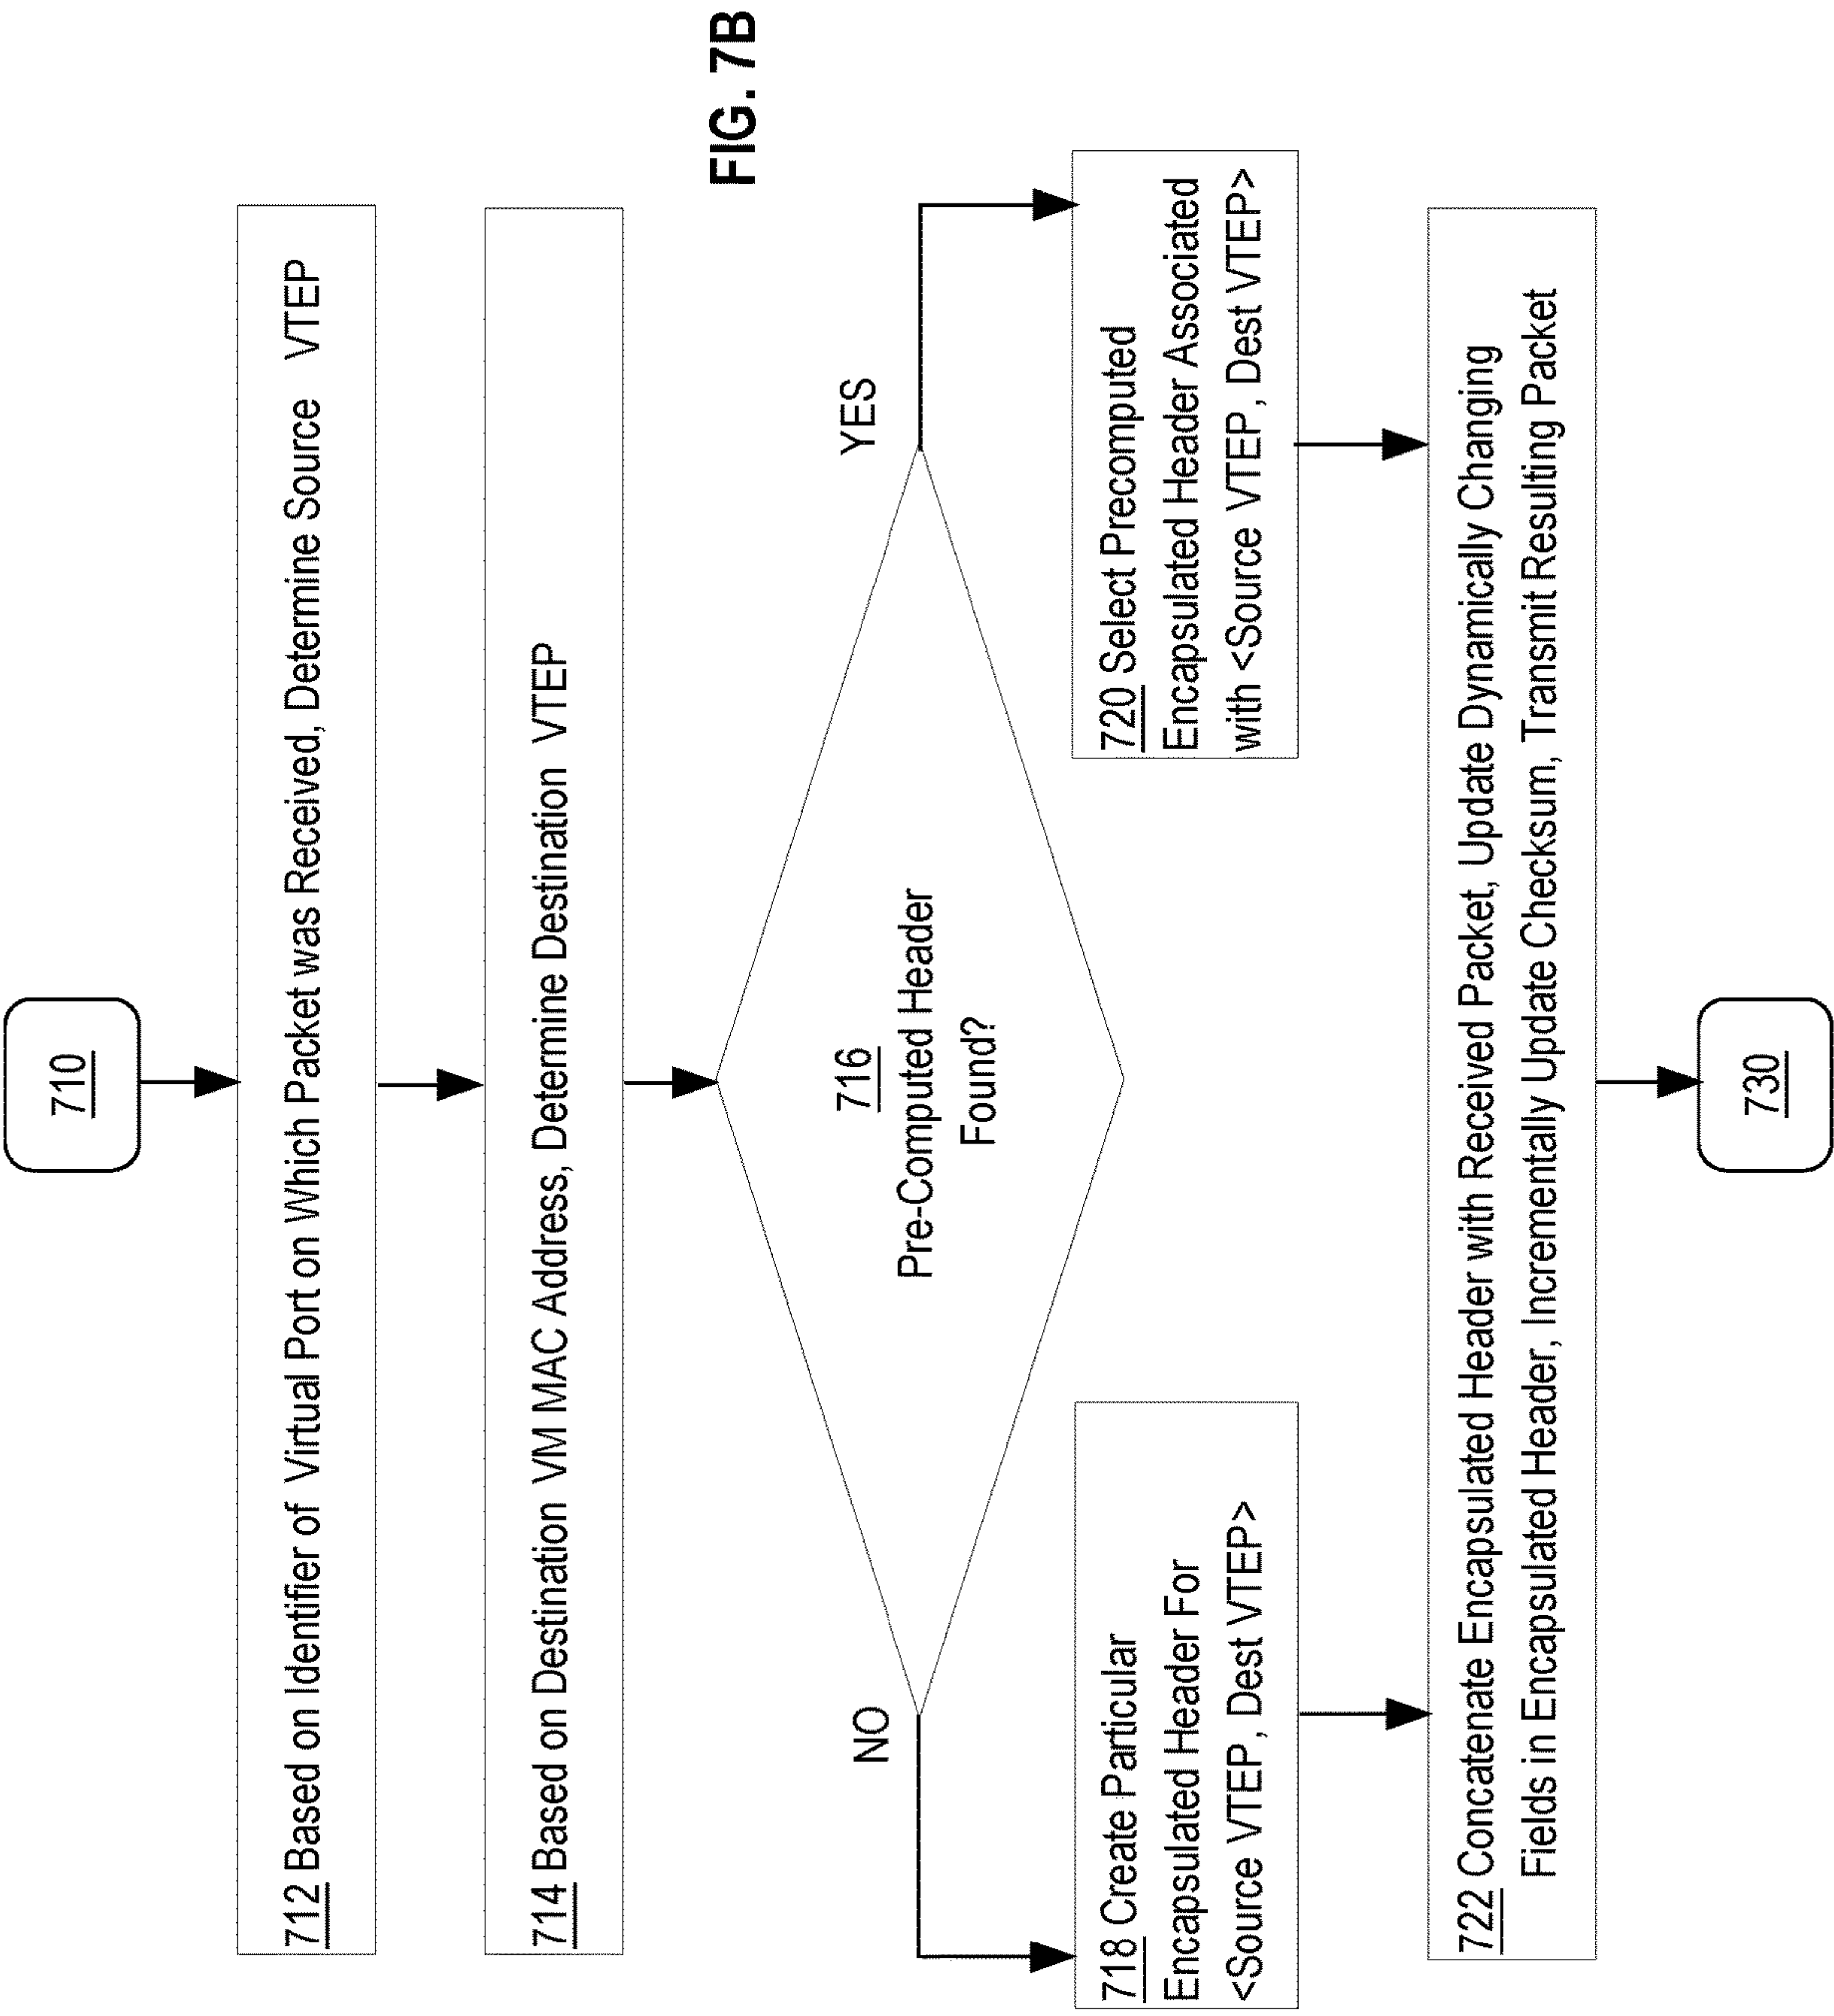 710
712 Based on Identifier of Virtual Port on Which Packet was Received, Determine Source VTEP
714 Based on Destination VM MAC Address, Determine Destination VTEP
716
Pre-Computed Header
Found?
NO
YES
718 Create Particular
Encapsulated Header For
<Source VTEP, Dest VTEP>
720 Select Precomputed
Encapsulated Header Associated
with <Source VTEP, Dest VTEP>
722 Concatenate Encapsulated Header with Received Packet, Update Dynamically Changing
Fields in Encapsulated Header, Incrementally Update Checksum, Transmit Resulting Packet
730
FIG. 7B